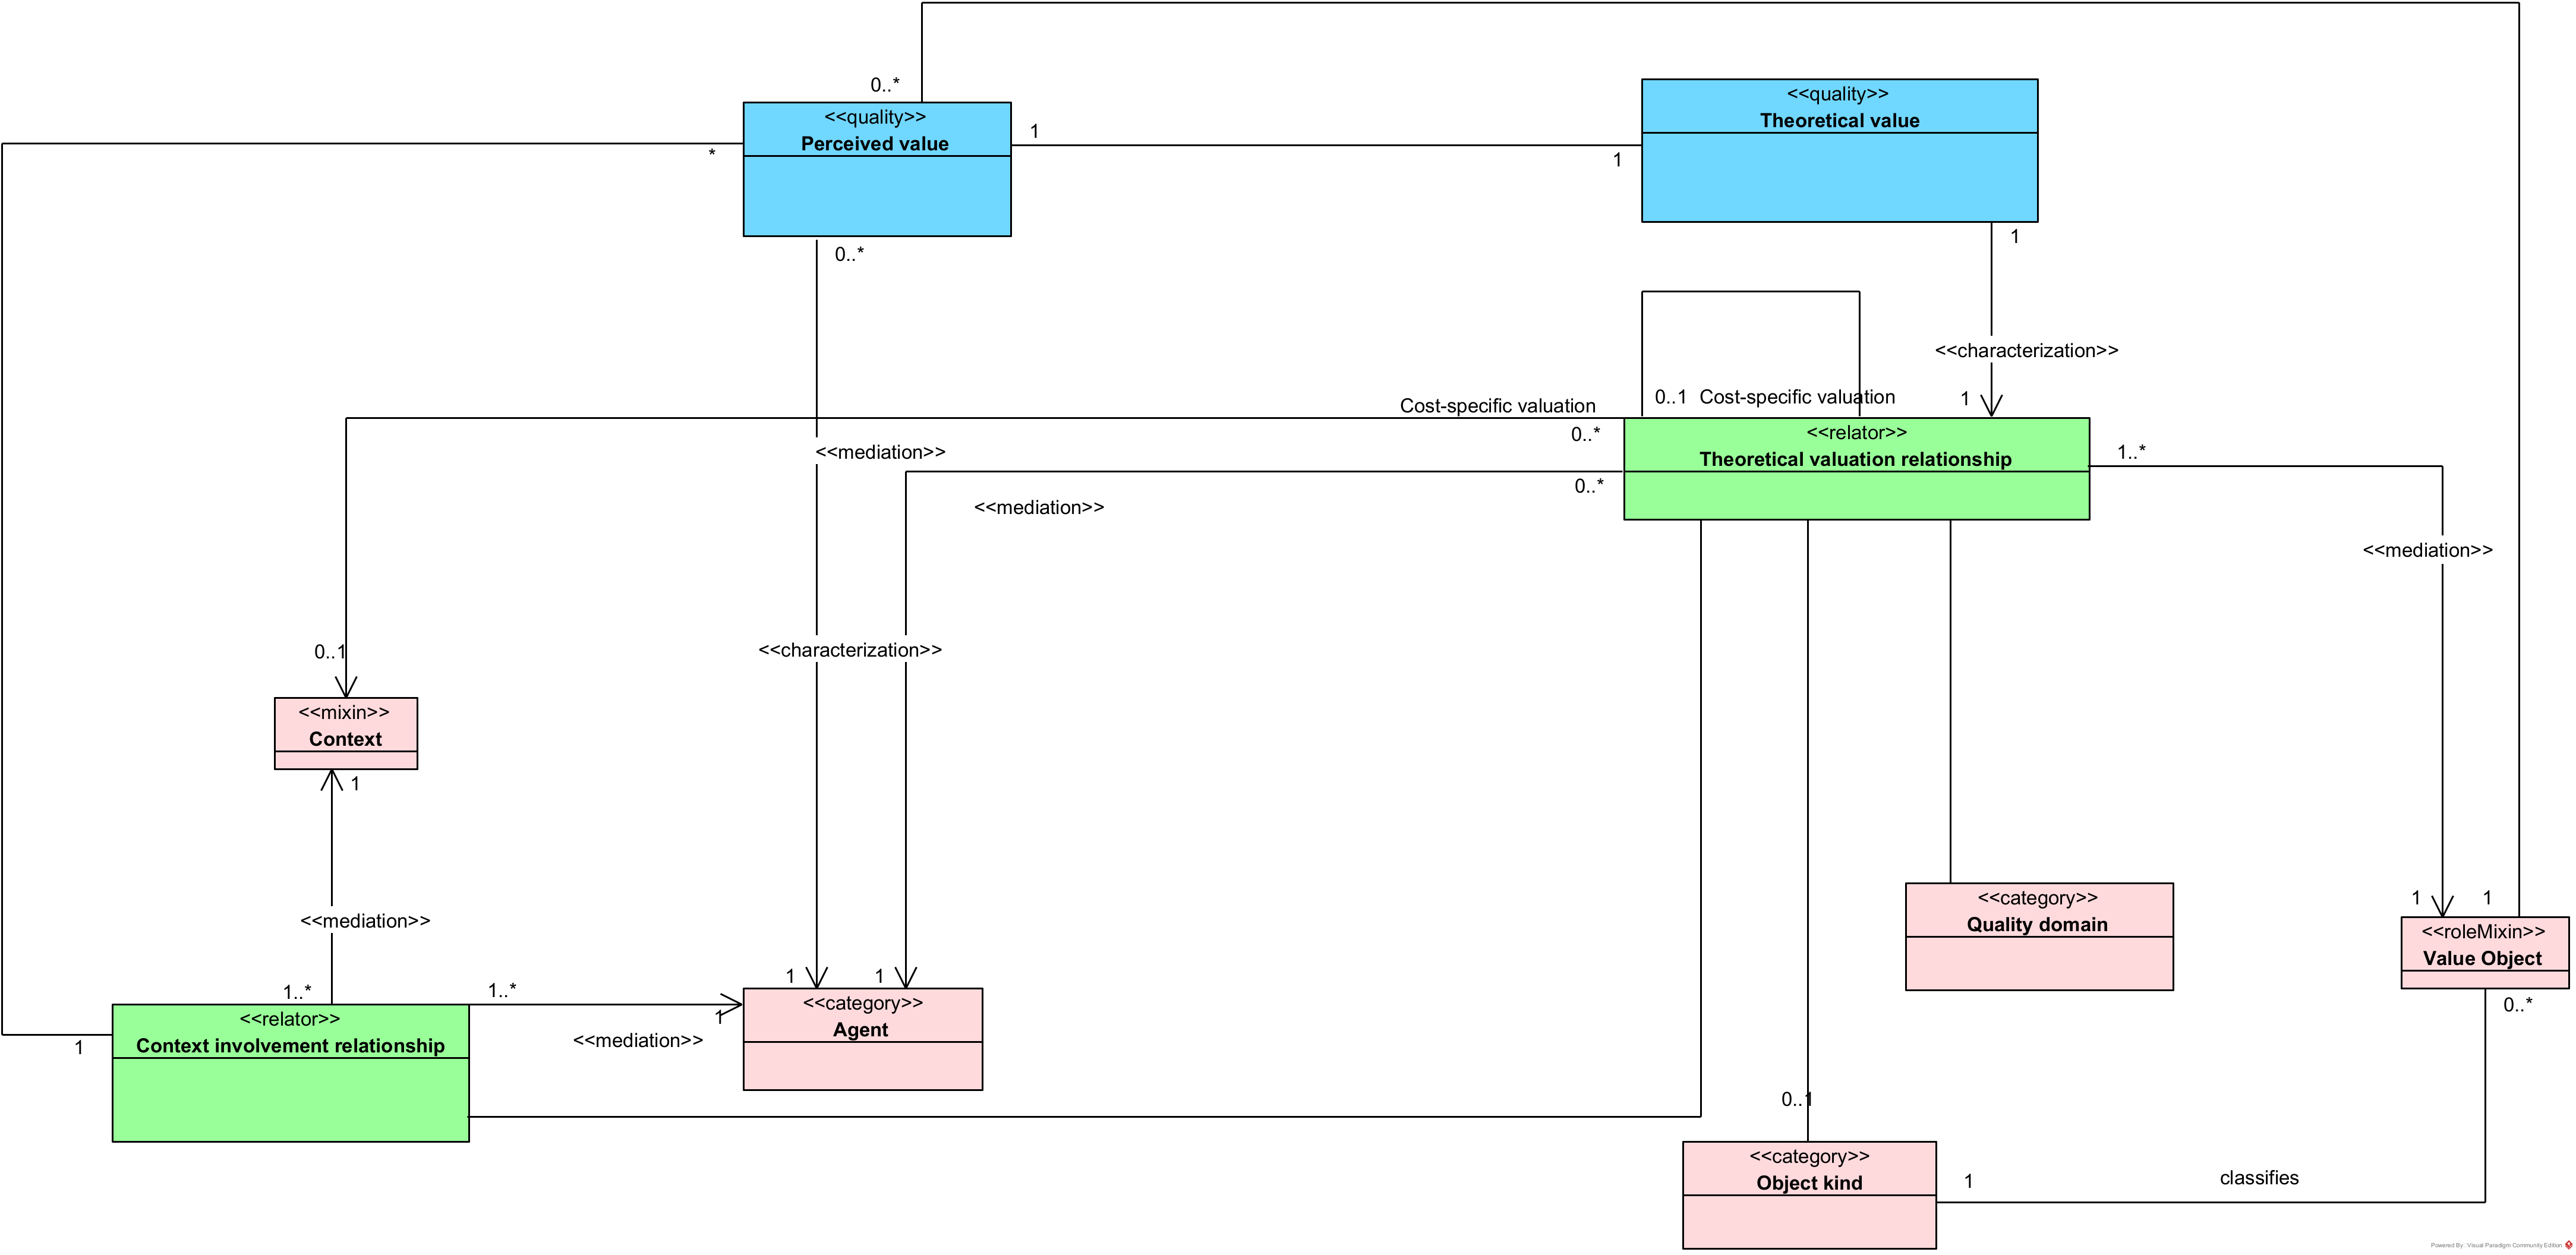 0..*
<<quality>>
Perceived value
*
1
1
<<quality>>
Theoretical value
0..*
1
<<characterization>>
Cost-specific valuation
0..1 Cost-specific valuation
1
0..*
<<relator>>
Theoretical valuation relationship
1..*
<<mediation>>
0..*
<<mediation>>
<<mediation>>
0..1
<<characterization>>
<<mixin>>
Context
1
<<mediation>>
1..*
1..*
1
1
<<category>>
Agent
1
<<mediation>>
<<relator>>
Context involvement relationship
1
<<category>>
Quality domain
1
1
<<roleMixin>>
Value Object
0..*
0..1
<<category>>
Object kind
1
classifies
Powered By: Visual Paradigm Community Edition